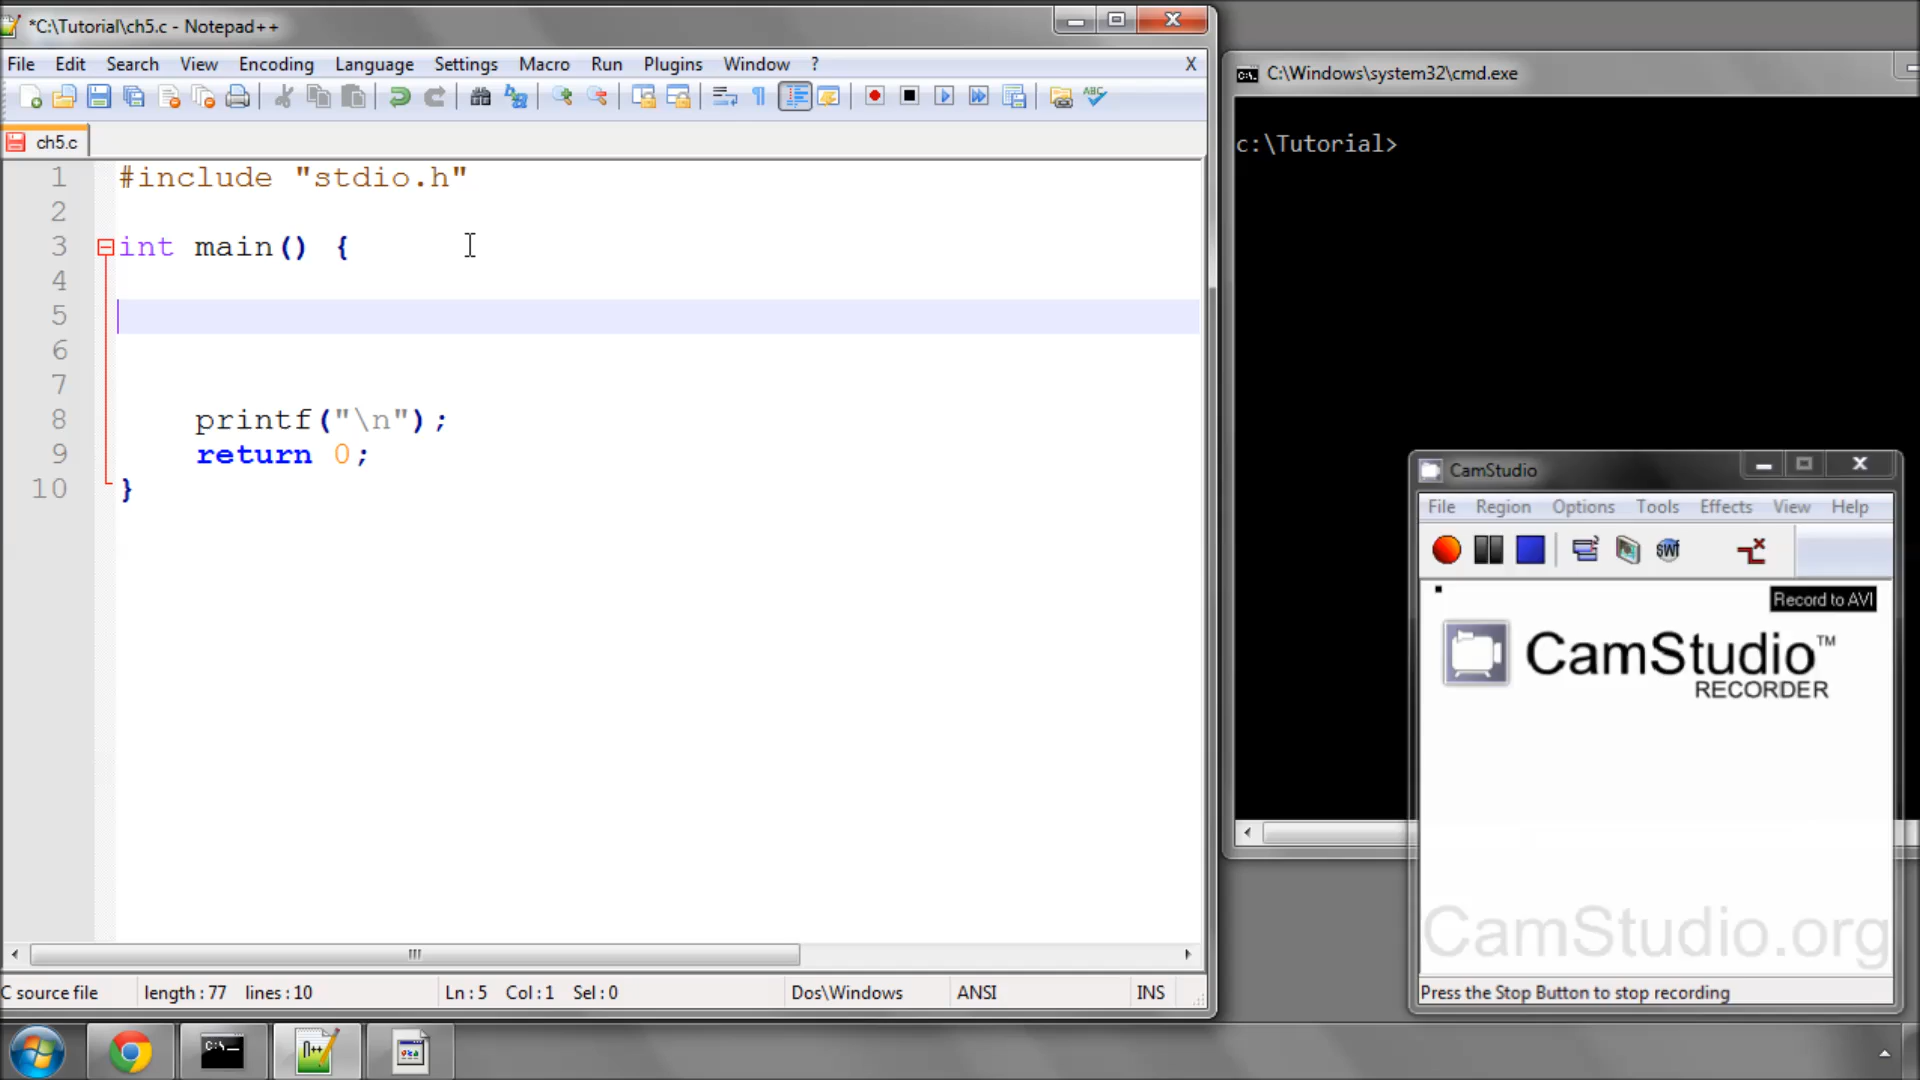 *C:\Tutorial\ch5.c - Notepad++
File Edit Search View Encoding Language Settings Macro Run Plugins Window ? X
ch5.c
1 #include "stdio.h"
2
3 int main() {
4
5
6
7
8 printf("\n");
9 return 0;
10 }
C source file length : 77 lines : 10 Ln : 5 Col : 1 Sel : 0 Dos\Windows ANSI INS
C:\Windows\system32\cmd.exe
c:\Tutorial>
CamStudio
File Region Options Tools Effects View Help
Record to AVI
CamStudio™
RECORDER
CamStudio.org
Press the Stop Button to stop recording